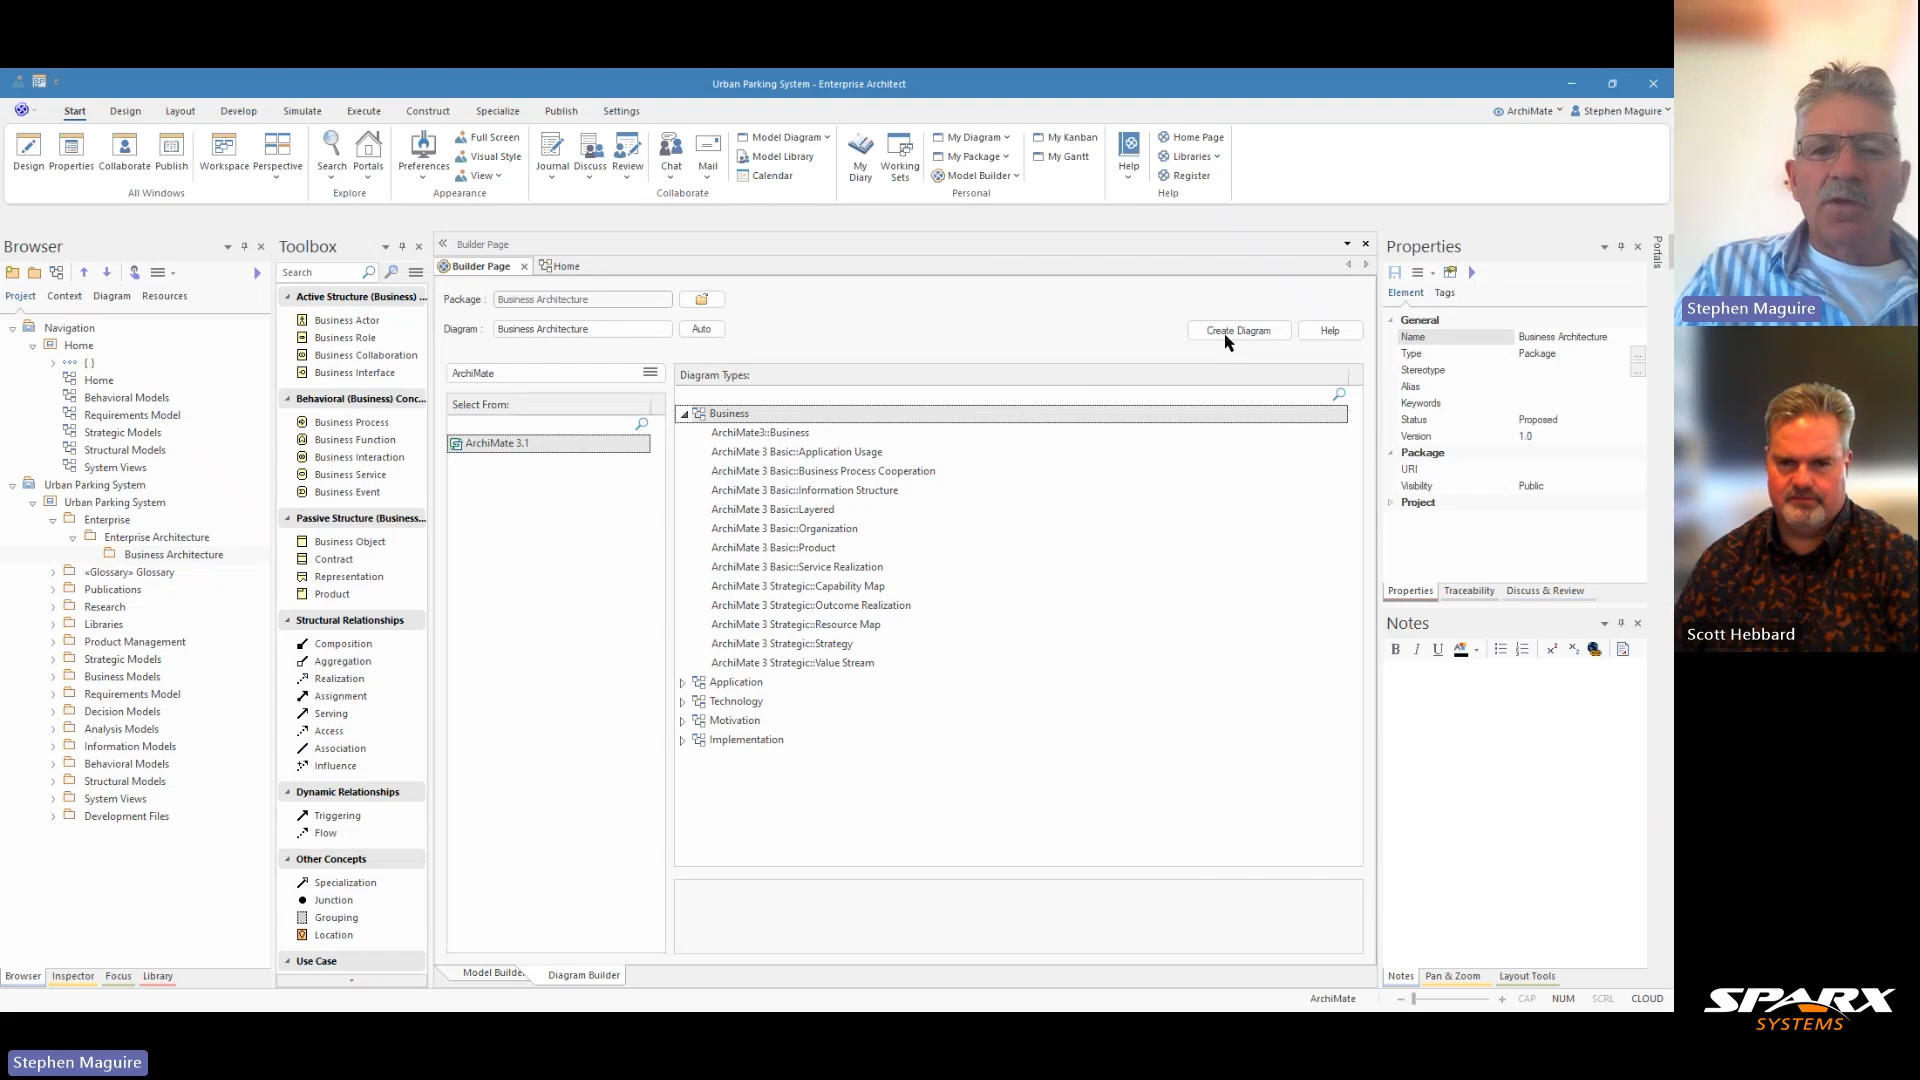 Urban Parking System - Enterprise Architect
Start Design Layout Develop Simulate Execute Construct Specialize Publish Settings
ArchiMate Stephen Maguire
Full Screen Model Diagram My Diagram My Kanban Home Page
Visual Style Model Library My Package My Gantt Libraries
View Calendar Model Builder Register
Design Properties Collaborate Publish Workspace Perspective Search Portals Preferences Journal Discuss Review Chat Mail My Diary Working Sets Help
All Windows Explore Appearance Collaborate Personal Help
Browser
Project Context Diagram Resources
Navigation
Home
{ }
Home
Behavioral Models
Requirements Model
Strategic Models
Structural Models
System Views
Urban Parking System
Urban Parking System
Enterprise
Enterprise Architecture
Business Architecture
«Glossary» Glossary
Publications
Research
Libraries
Product Management
Strategic Models
Business Models
Requirements Model
Decision Models
Analysis Models
Information Models
Behavioral Models
Structural Models
System Views
Development Files
Browser Inspector Focus Library
Toolbox
Search
Active Structure (Business) ...
Business Actor
Business Role
Business Collaboration
Business Interface
Behavioral (Business) Conc...
Business Process
Business Function
Business Interaction
Business Service
Business Event
Passive Structure (Business...
Business Object
Contract
Representation
Product
Structural Relationships
Composition
Aggregation
Realization
Assignment
Serving
Access
Association
Influence
Dynamic Relationships
Triggering
Flow
Other Concepts
Specialization
Junction
Grouping
Location
Use Case
Builder Page
Builder Page Home
Package : Business Architecture
Diagram : Business Architecture Auto
Create Diagram Help
ArchiMate
Select From:
ArchiMate 3.1
Diagram Types:
Business
ArchiMate3::Business
ArchiMate 3 Basic::Application Usage
ArchiMate 3 Basic::Business Process Cooperation
ArchiMate 3 Basic::Information Structure
ArchiMate 3 Basic::Layered
ArchiMate 3 Basic::Organization
ArchiMate 3 Basic::Product
ArchiMate 3 Basic::Service Realization
ArchiMate 3 Strategic::Capability Map
ArchiMate 3 Strategic::Outcome Realization
ArchiMate 3 Strategic::Resource Map
ArchiMate 3 Strategic::Strategy
ArchiMate 3 Strategic::Value Stream
Application
Technology
Motivation
Implementation
Model Builder Diagram Builder
Properties
Element Tags
General
Name Business Architecture
Type Package
Stereotype
Alias
Keywords
Status Proposed
Version 1.0
Package
URI
Visibility Public
Project
Properties Traceability Discuss & Review
Notes
B I U
Notes Pan & Zoom Layout Tools
ArchiMate CAP NUM SCRL CLOUD
Portals
Stephen Maguire
Scott Hebbard
SPARX
SYSTEMS
Stephen Maguire